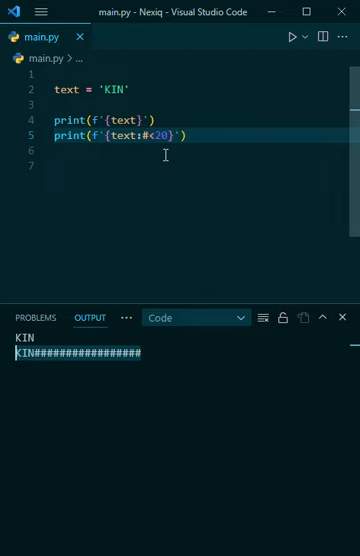 main.py - Nexiq - Visual Studio Code
main.py
main.py > ...
1
2 text = 'KIN'
3
4 print(f'{text}')
5 print(f'{text:#<20}')
6
7
PROBLEMS OUTPUT ... Code
KIN
KIN#################